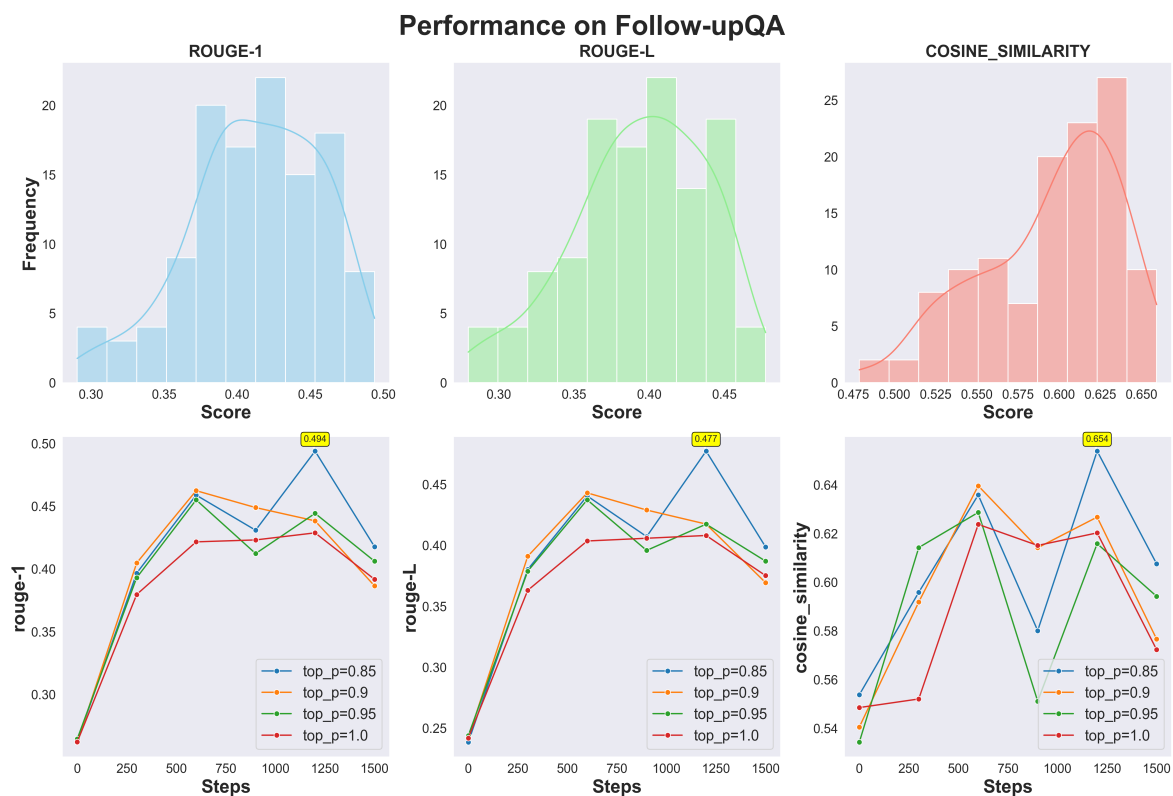 Performance on Follow-upQA
ROUGE-1
ROUGE-L
COSINE_SIMILARITY
Frequency
20
15
10
5
0
0.30
0.35
0.40
0.45
0.50
Score
20
15
10
5
0
0.30
0.35
0.40
0.45
Score
25
20
15
10
5
0
0.475
0.500
0.525
0.550
0.575
0.600
0.625
0.650
Score
rouge-1
0.50
0.45
0.40
0.35
0.30
0.494
top_p=0.85
top_p=0.9
top_p=0.95
top_p=1.0
0
250
500
750
1000
1250
1500
Steps
rouge-L
0.45
0.40
0.35
0.30
0.25
0.477
top_p=0.85
top_p=0.9
top_p=0.95
top_p=1.0
0
250
500
750
1000
1250
1500
Steps
cosine_similarity
0.64
0.62
0.60
0.58
0.56
0.54
0.654
top_p=0.85
top_p=0.9
top_p=0.95
top_p=1.0
0
250
500
750
1000
1250
1500
Steps